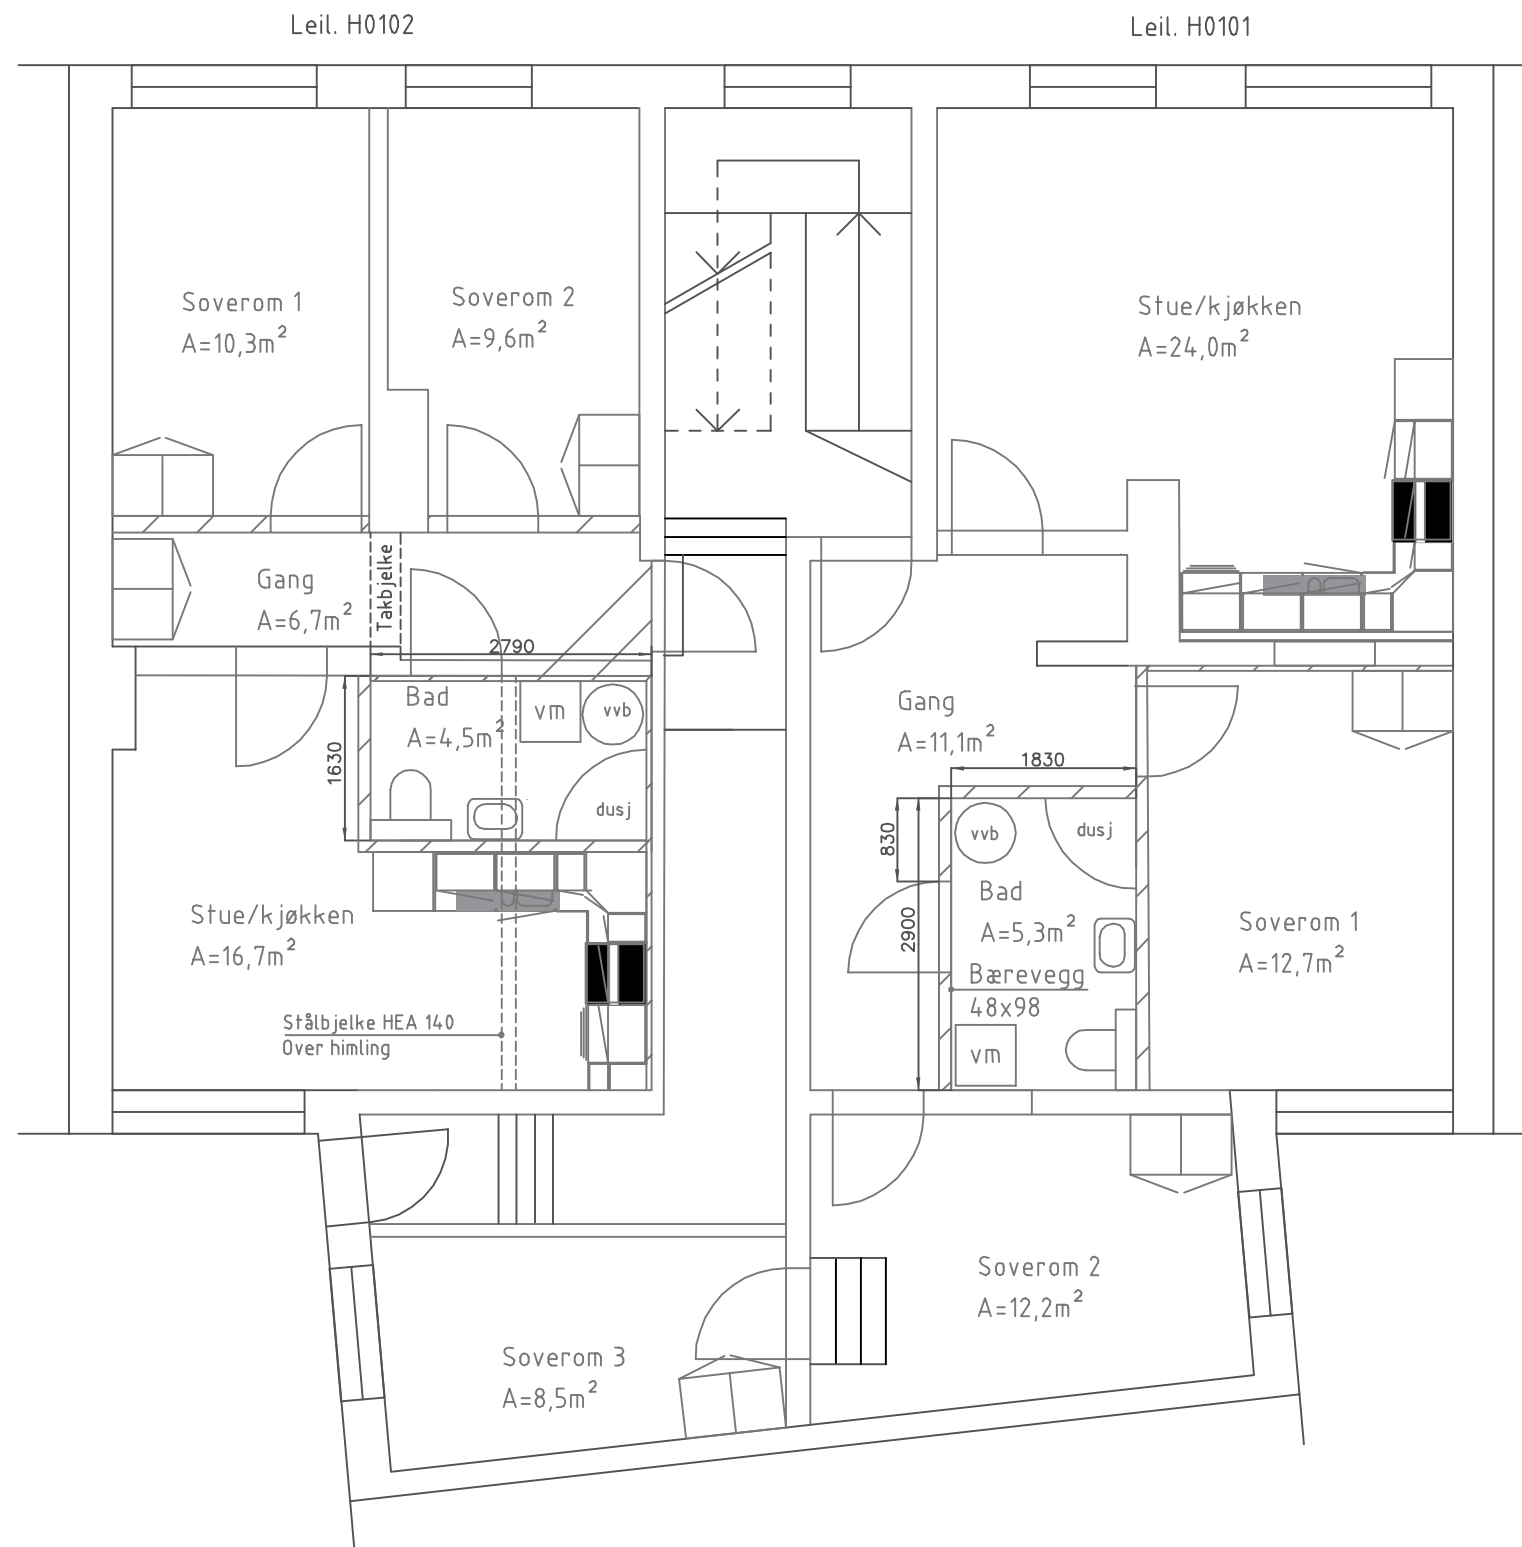 Leil. H0102
Leil. H0101
Soverom 1
A=10,3m²
Soverom 2
A=9,6m²
Stue/kjøkken
A=24,0m²
Gang
A=6,7m²
Takbjelke
2790
Bad
A=4,5m²
vm
vvb
1630
dusj
Gang
A=11,1m²
1830
830
vvb
dusj
Bad
A=5,3m²
2900
Bærevegg
48x98
vm
Soverom 1
A=12,7m²
Stue/kjøkken
A=16,7m²
Stålbjelke HEA 140
Over himling
Soverom 2
A=12,2m²
Soverom 3
A=8,5m²